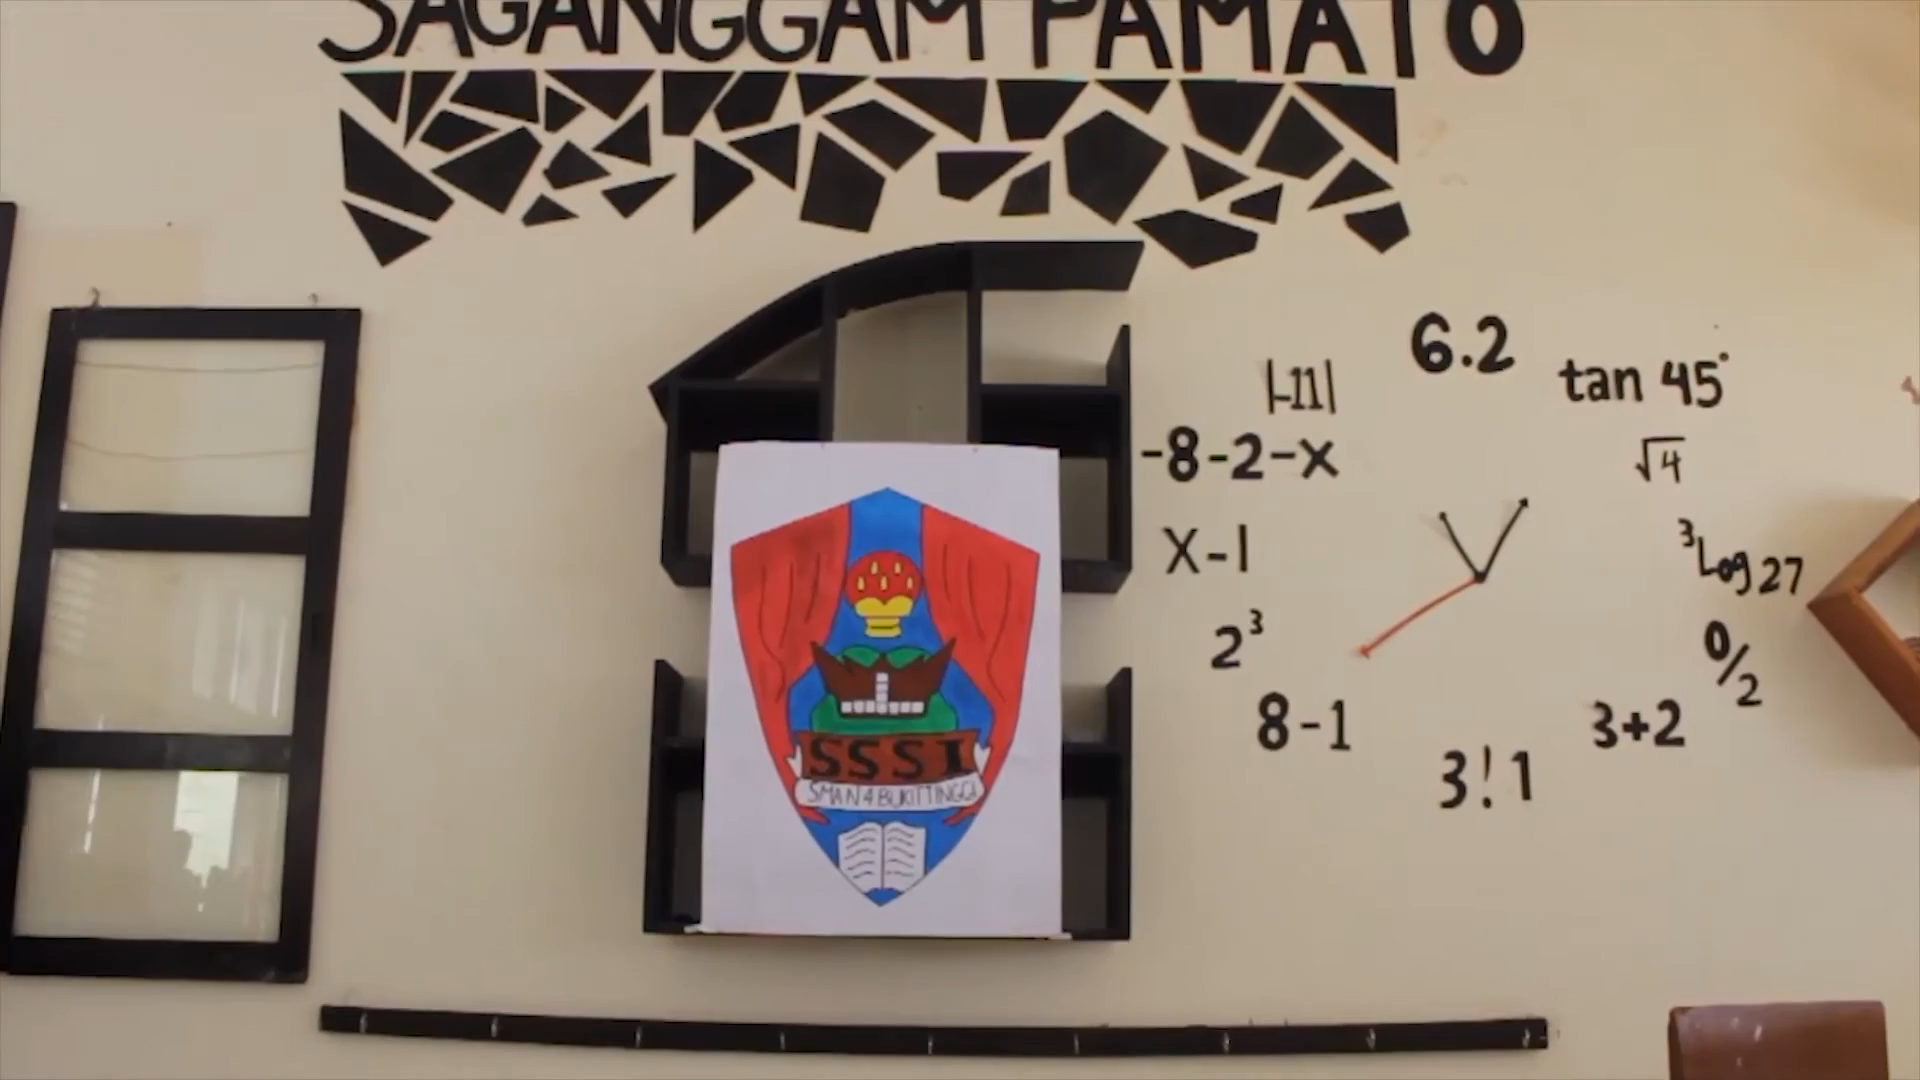 SAGANGGAM PAMATO
6.2
|-11|
tan 45°
-8-2-x
√4
X-1
³Log 27
2³
0/2
8-1
3+2
3!1
SSSI
SMAN 4 BUKITTINGGI